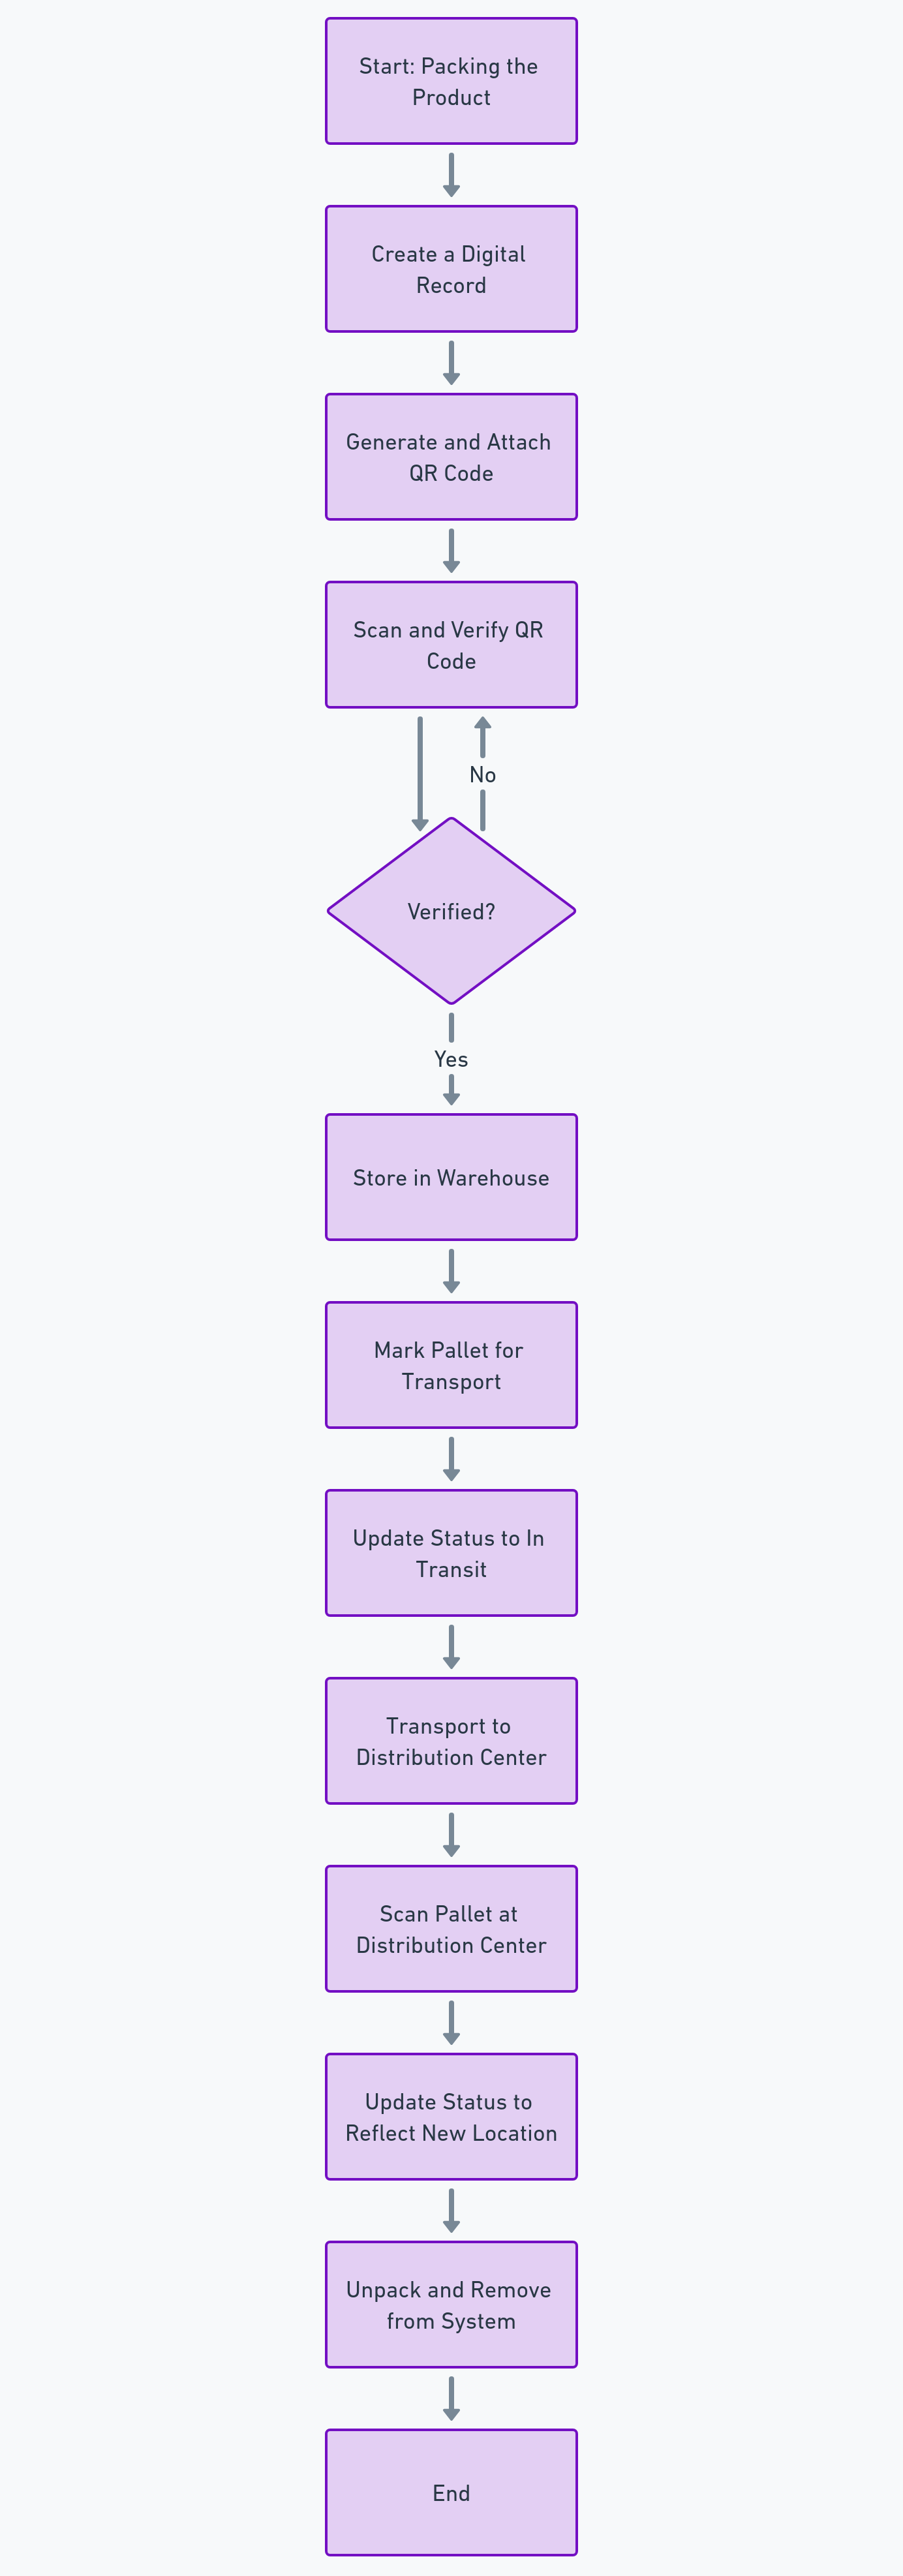 Start: Packing the
Product
Create a Digital
Record
Generate and Attach
QR Code
Scan and Verify QR
Code
No
Verified?
Yes
Store in Warehouse
Mark Pallet for
Transport
Update Status to In
Transit
Transport to
Distribution Center
Scan Pallet at
Distribution Center
Update Status to
Reflect New Location
Unpack and Remove
from System
End